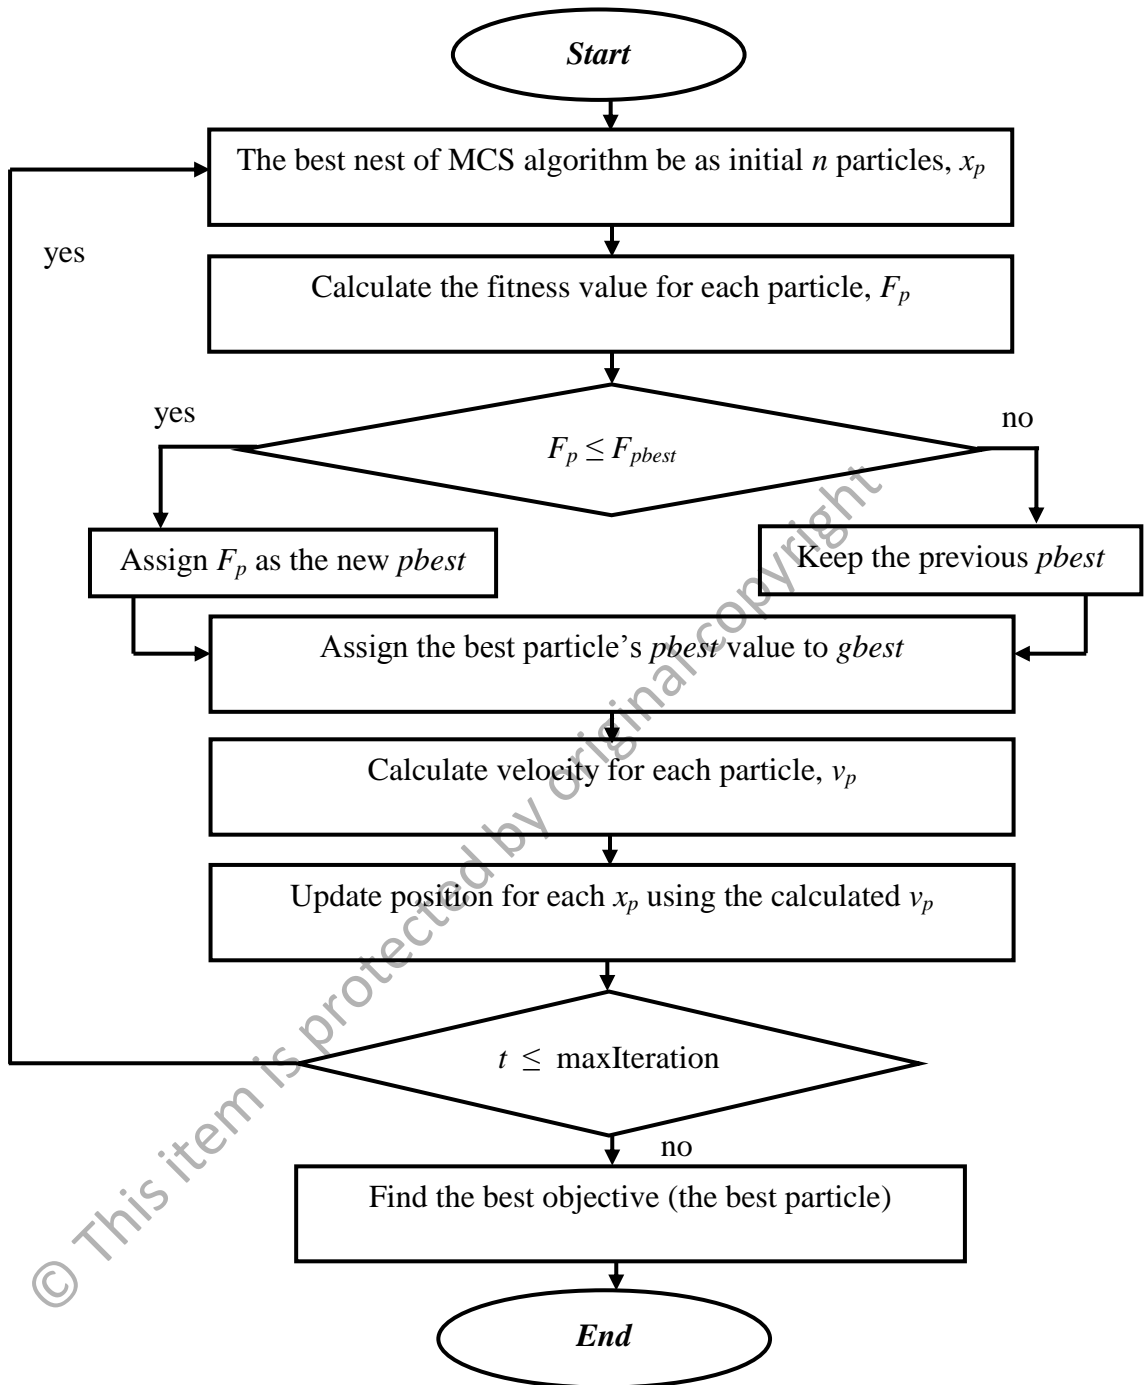 Start
The best nest of MCS algorithm be as initial n particles, xp
yes
Calculate the fitness value for each particle, Fp
yes
no
Fp ≤ Fpbest
Assign Fp as the new pbest
Keep the previous pbest
Assign the best particle’s pbest value to gbest
Calculate velocity for each particle, vp
Update position for each xp using the calculated vp
t ≤ maxIteration
no
Find the best objective (the best particle)
End
© This item is protected by original copyright